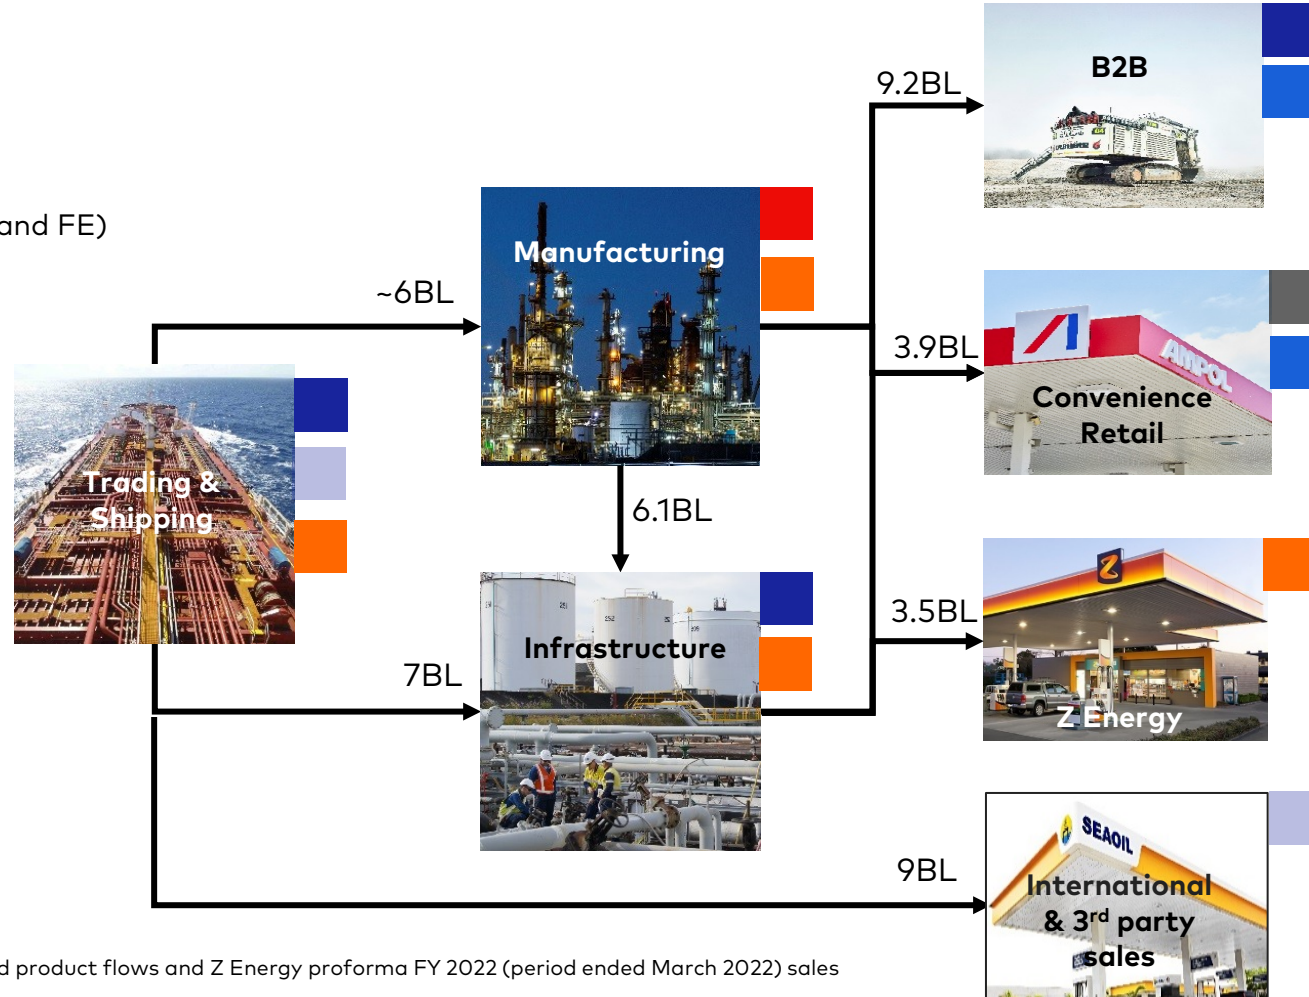 9.2BL
B2B
and FE)
Manufacturing
~6BL
3.9BL
AMPOL
Convenience
Retail
Trading &
Shipping
6.1BL
Infrastructure
7BL
3.5BL
Z
Z Energy
SEAOIL
9BL
International
& 3rd party
sales
d product flows and Z Energy proforma FY 2022 (period ended March 2022) sales